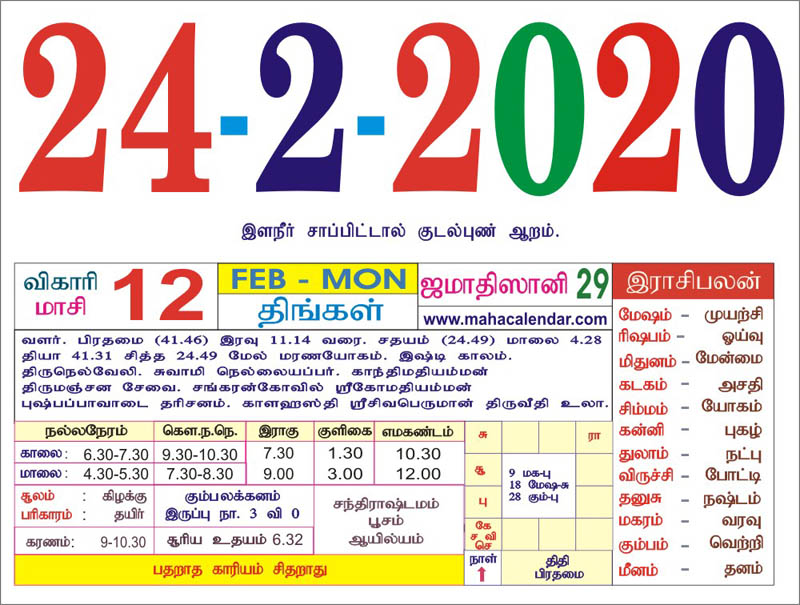 24-2-2020
இளநீர் சாப்பிட்டால் குடல்புண் ஆறும்.
விகாரி
மாசி 12
FEB - MON
திங்கள்
ஜமாதிஸானி 29
www.mahacalendar.com
வளர். பிரதமை (41.46) இரவு 11.14 வரை. சதயம் (24.49) மாலை 4.28
தியா 41.31 சித்த 24.49 மேல் மரணயோகம். இஷ்டி காலம்.
திருநெல்வேலி. சுவாமி நெல்லையப்பர். காந்திமதியம்மன்
திருமஞ்சன சேவை. சங்கரன்கோவில் ஸ்ரீகோமதியம்மன்
புஷ்பப்பாவாடை தரிசனம். காளஹஸ்தி ஸ்ரீசிவபெருமான் திருவீதி உலா.
நல்லநேரம் கௌ.ந.நெ. இராகு குளிகை எமகண்டம்
காலை : 6.30-7.30 9.30-10.30 7.30 1.30 10.30
மாலை: 4.30-5.30 7.30-8.30 9.00 3.00 12.00
சூலம் : கிழக்கு
பரிகாரம் : தயிர்
கும்பலக்கனம்
இருப்பு நா. 3 வி 0
கரணம்: 9-10.30
சூரிய உதயம் 6.32
சந்திராஷ்டமம்
பூசம்
ஆயில்யம்
பதறாத காரியம் சிதறாது
சு ரா
சூ
பு
கே
ச வி
செ
9 மக-பு
18 மேஷ-சு
28 கும்-பு
நாள்
திதி
பிரதமை
இராசிபலன்
மேஷம் – முயற்சி
ரிஷபம் – ஓய்வு
மிதுனம் – மேன்மை
கடகம் – அசதி
சிம்மம் – யோகம்
கன்னி – புகழ்
துலாம் – நட்பு
விருச்சி – போட்டி
தனுசு – நஷ்டம்
மகரம் – வரவு
கும்பம் – வெற்றி
மீனம் – தனம்